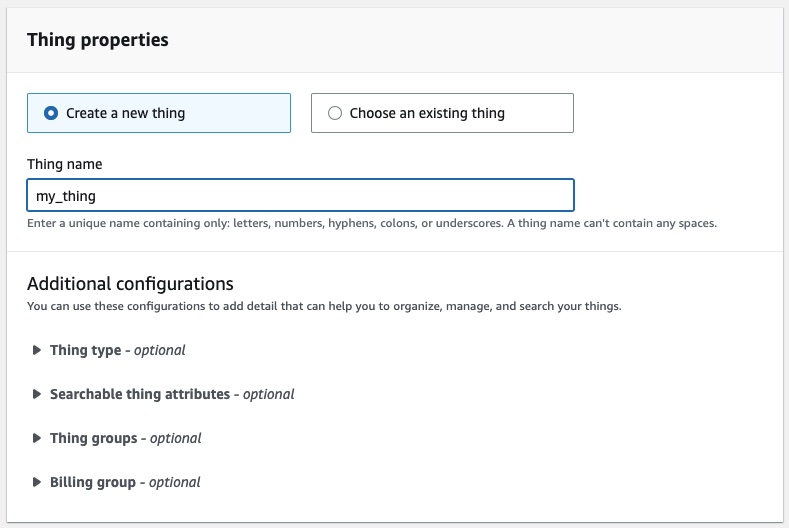 Thing properties
Create a new thing
Choose an existing thing
Thing name
my_thing
Enter a unique name containing only: letters, numbers, hyphens, colons, or underscores. A thing name can't contain any spaces.
Additional configurations
You can use these configurations to add detail that can help you to organize, manage, and search your things.
Thing type - optional
Searchable thing attributes - optional
Thing groups - optional
Billing group - optional